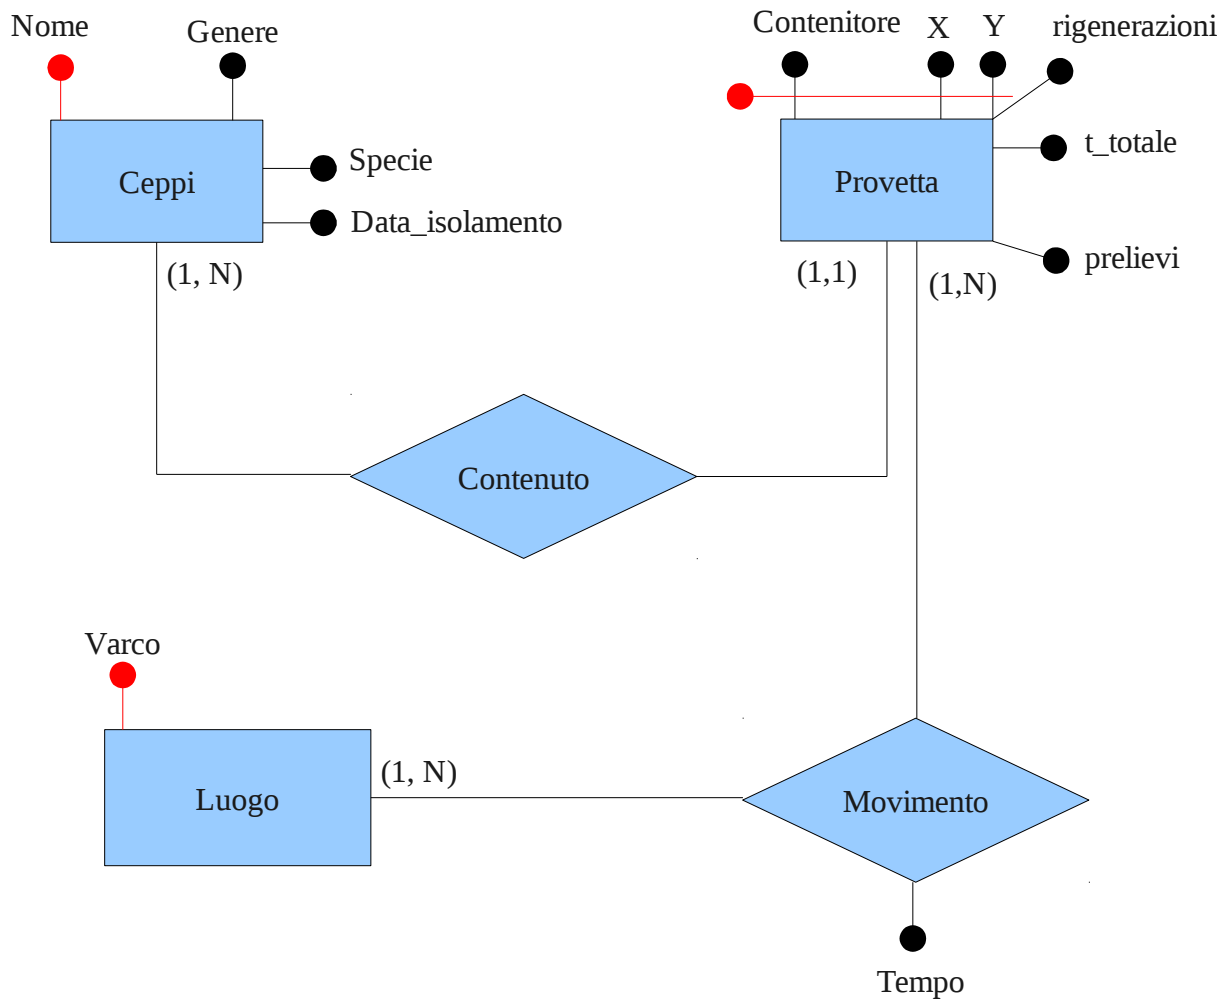 Nome
Genere
Contenitore
X
Y
rigenerazioni
Ceppi
Specie
Data_isolamento
Provetta
t_totale
prelievi
(1, N)
(1,1)
(1,N)
Contenuto
Varco
Luogo
(1, N)
Movimento
Tempo